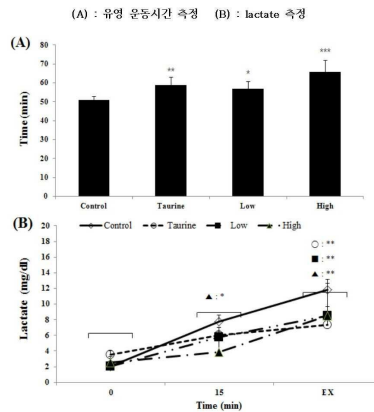 (A) : 유영 운동시간 측정 (B) : lactate 측정
(A)
Time (min)
80
70
60
50
40
30
20
10
0
**
*
***
Control Taurine Low High
(B)
Control Taurine Low High
Lactate (mg/dl)
20
18
16
14
12
10
8
6
4
2
0
○ : **
■ : **
▲ : *
▲ : **
0 15 EX
Time (min)